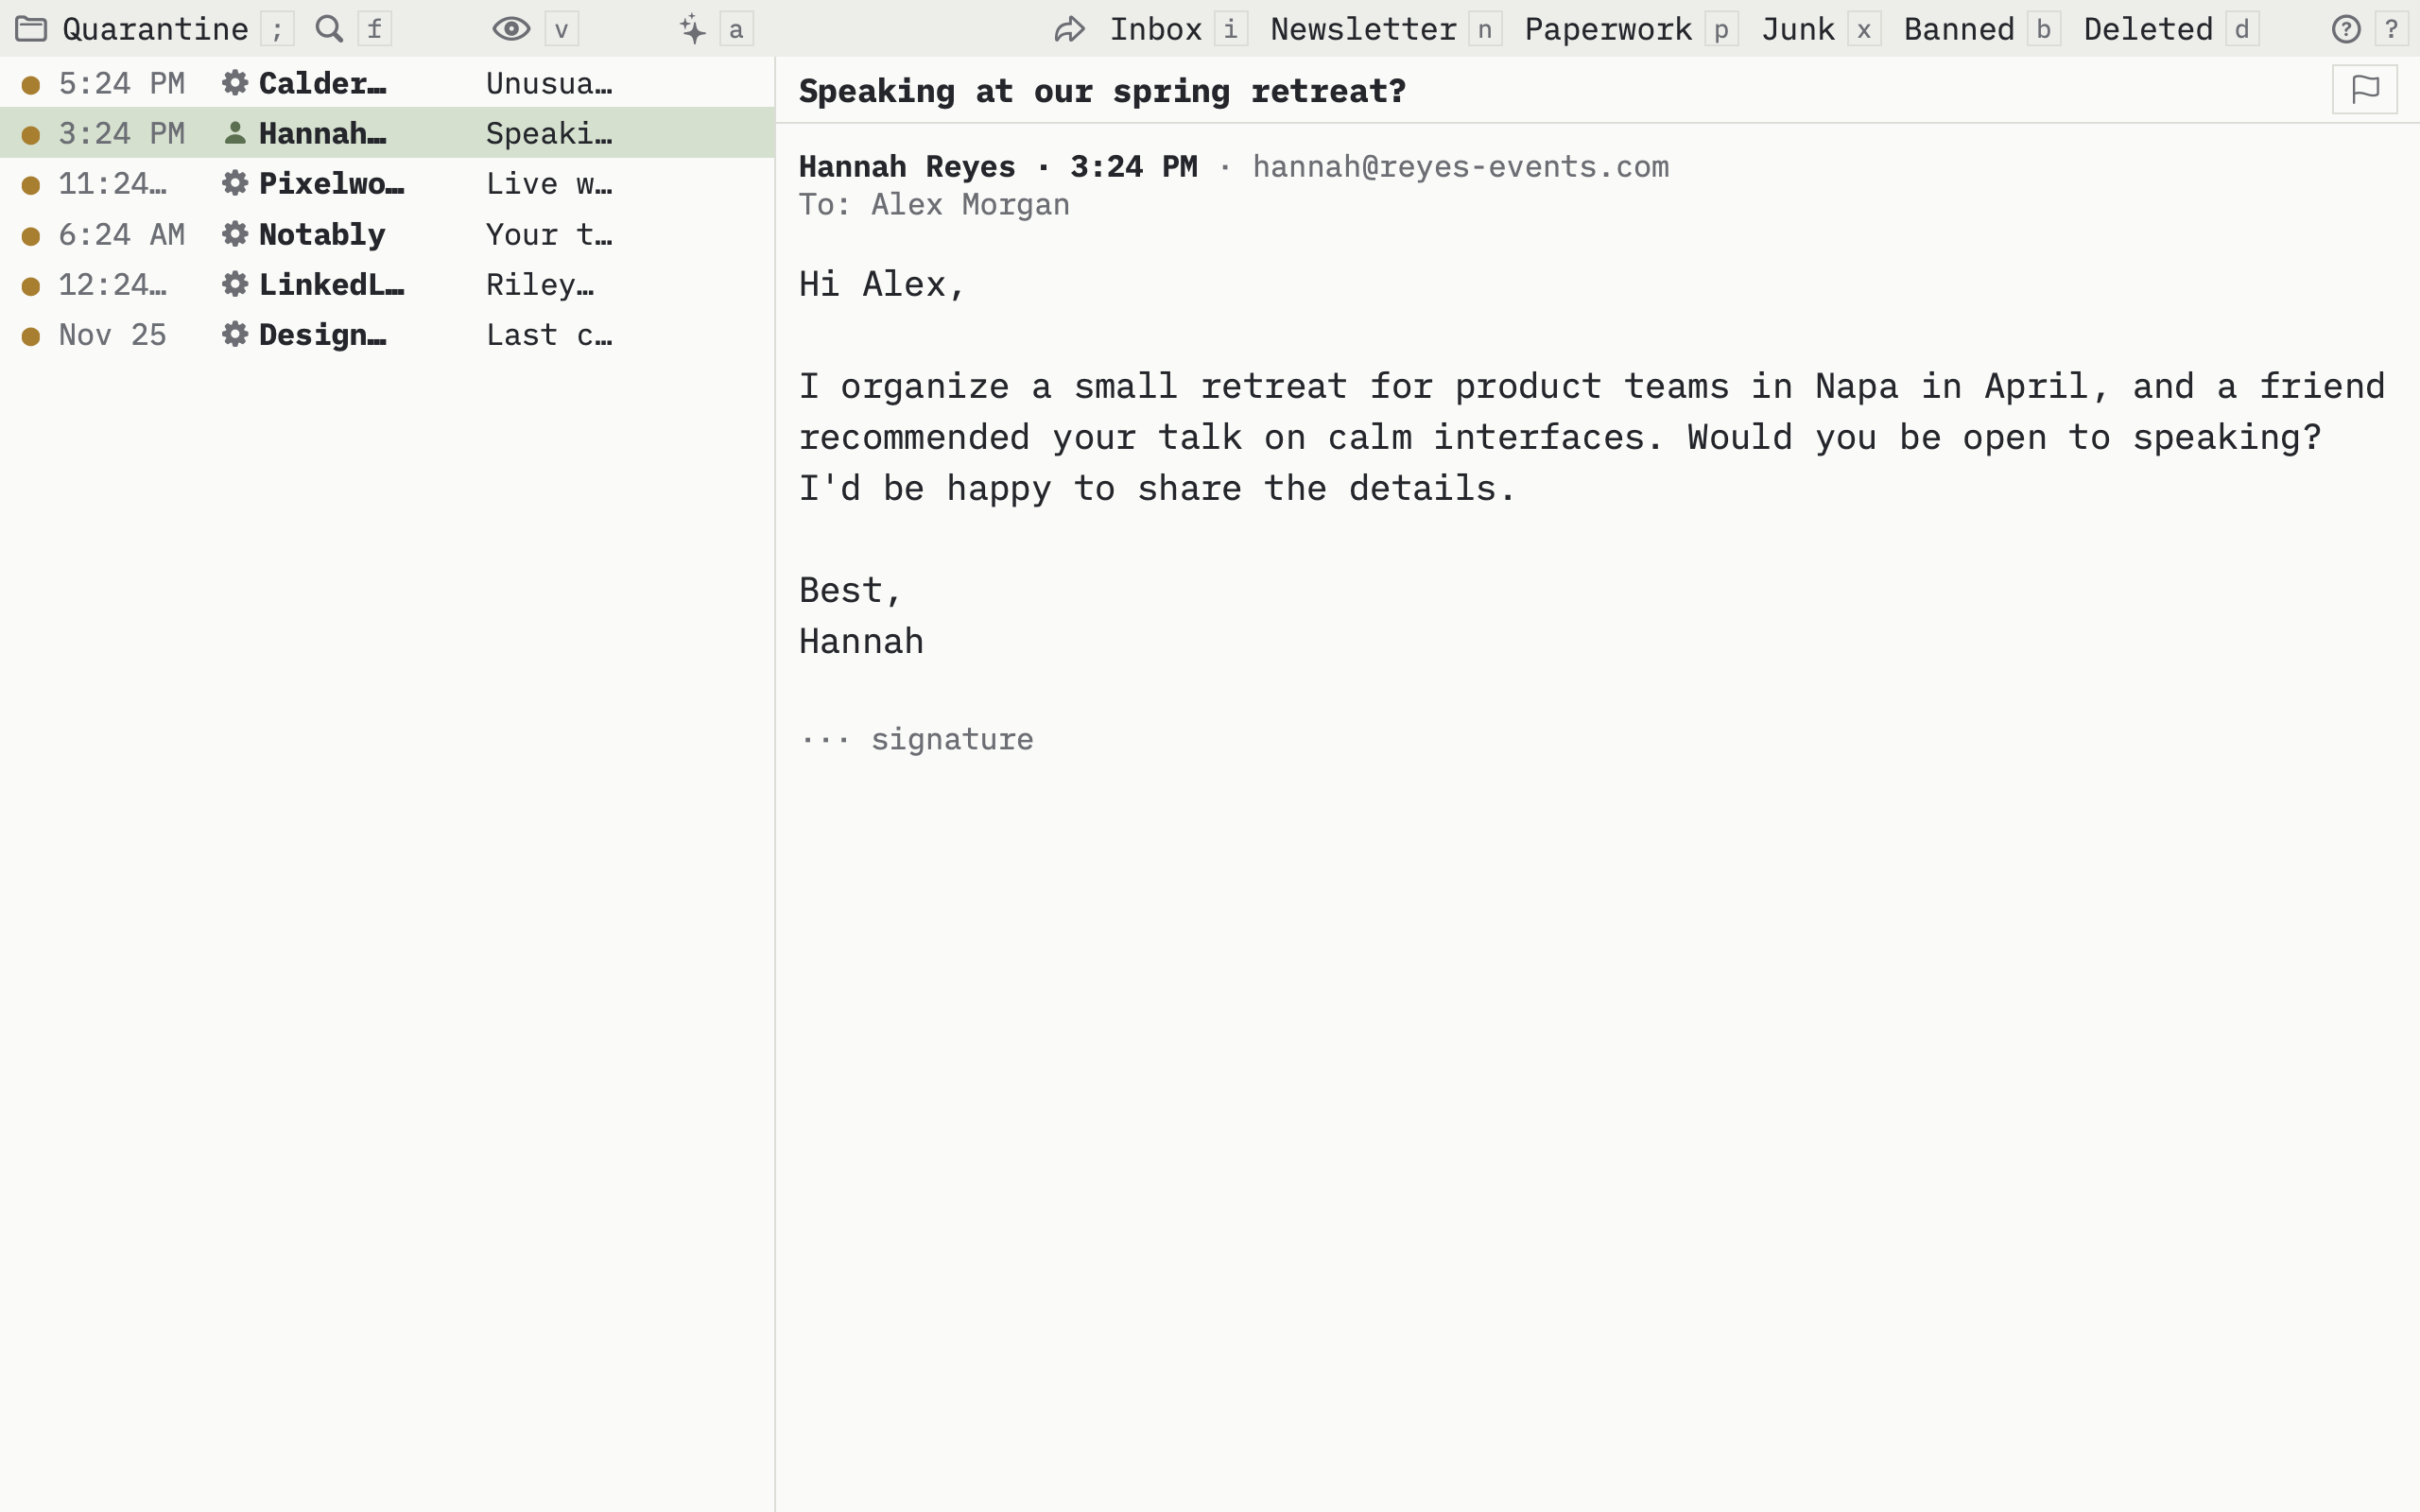 Quarantine ; f v a Inbox i Newsletter n Paperwork p Junk x Banned b Deleted d ? ?
5:24 PM Calder… Unusua…
3:24 PM Hannah… Speaki…
11:24… Pixelwo… Live w…
6:24 AM Notably Your t…
12:24… LinkedL… Riley…
Nov 25 Design… Last c…
Speaking at our spring retreat?
Hannah Reyes · 3:24 PM · hannah@reyes-events.com
To: Alex Morgan
Hi Alex,
I organize a small retreat for product teams in Napa in April, and a friend
recommended your talk on calm interfaces. Would you be open to speaking?
I'd be happy to share the details.
Best,
Hannah
··· signature